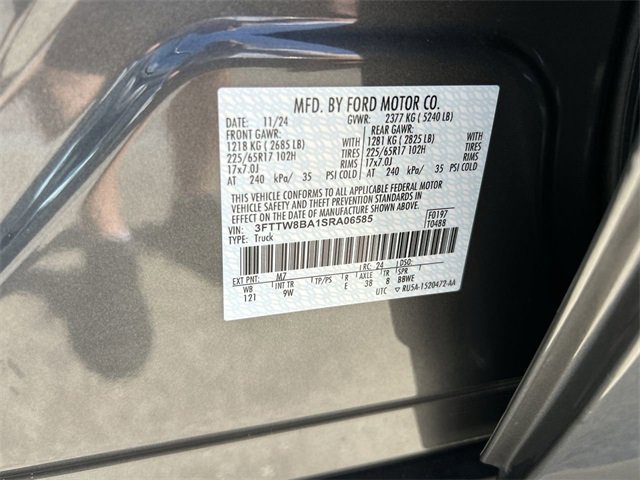 MFD. BY FORD MOTOR CO.
DATE: 11/24 GVWR: 2377 KG ( 5240 LB)
FRONT GAWR: REAR GAWR:
1218 KG ( 2685 LB) WITH 1281 KG ( 2825 LB) WITH
225/65R17 102H TIRES 225/65R17 102H TIRES
17x7.0J RIMS 17x7.0J RIMS
AT 240 kPa/ 35 PSI COLD AT 240 kPa/ 35 PSI COLD
THIS VEHICLE CONFORMS TO ALL APPLICABLE FEDERAL MOTOR
VEHICLE SAFETY AND THEFT PREVENTION STANDARDS IN
EFFECT ON THE DATE OF MANUFACTURE SHOWN ABOVE.
VIN: 3FTTW8BA1SRA06585 F0197
TYPE: Truck T0488
EXT PNT: M7 RC: 24 DSO:
WB INT TR TP/PS R AXLE TR SPR
121 9W E 38 8 BBWE
UTC ▽ RU5A-1520472-AA